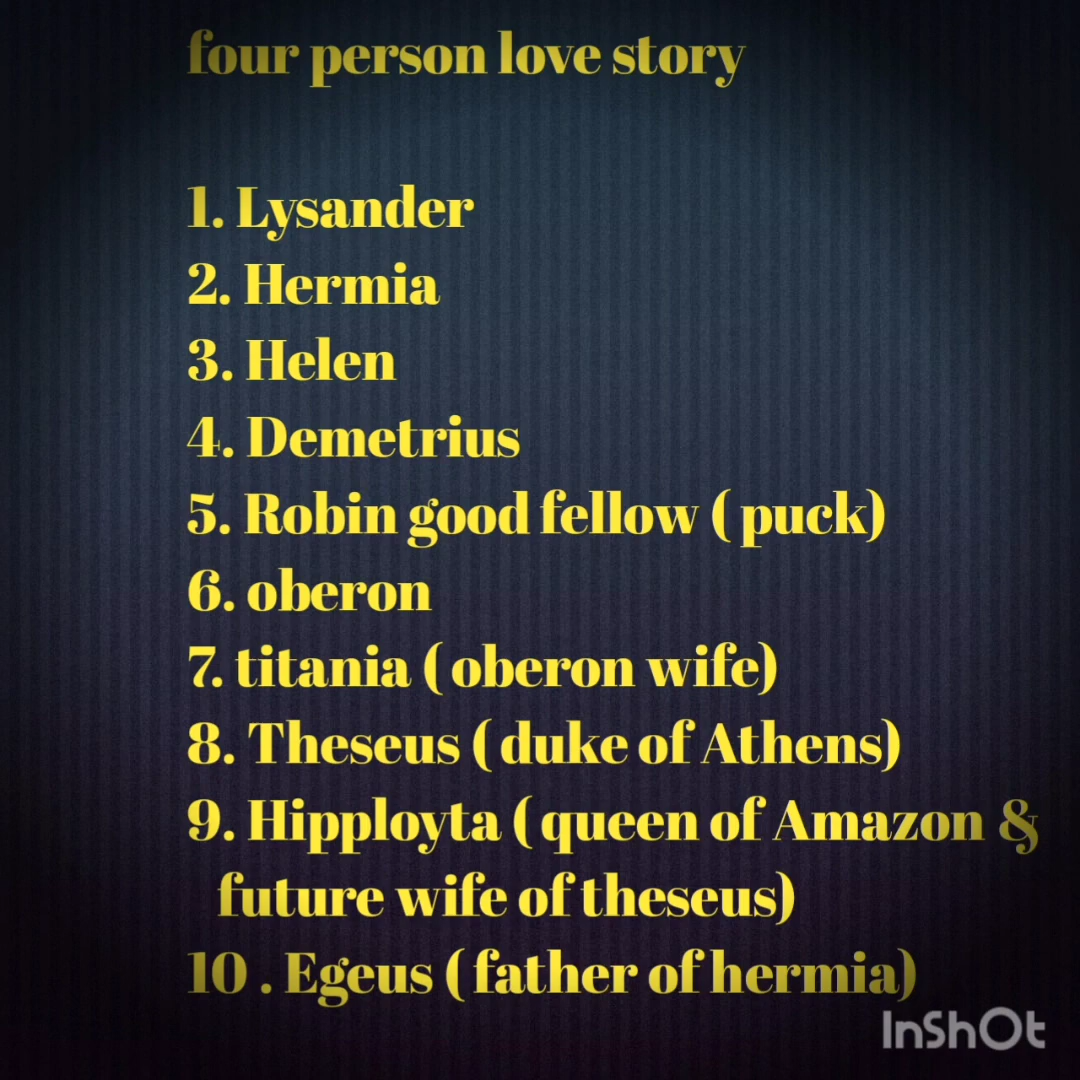 four person love story
1. Lysander
2. Hermia
3. Helen
4. Demetrius
5. Robin good fellow ( puck)
6. oberon
7. titania ( oberon wife)
8. Theseus ( duke of Athens)
9. Hipployta ( queen of Amazon &
future wife of theseus)
10 . Egeus ( father of hermia)
InShOt